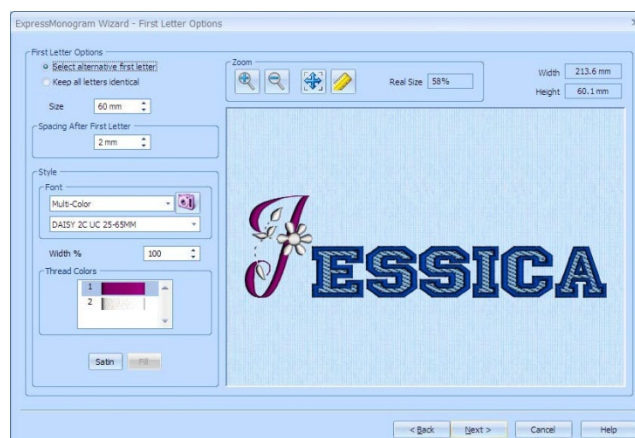 ExpressMonogram Wizard - First Letter Options
First Letter Options
Select alternative first letter
Keep all letters identical
Size 60 mm
Spacing After First Letter
2 mm
Style
Font
Multi-Color
DAISY 2C UC 25-65MM
Width % 100
Thread Colors
1
2
Satin Fill
Zoom
Real Size 58%
Width 213.6 mm
Height 60.1 mm
JESSICA
< Back Next > Cancel Help